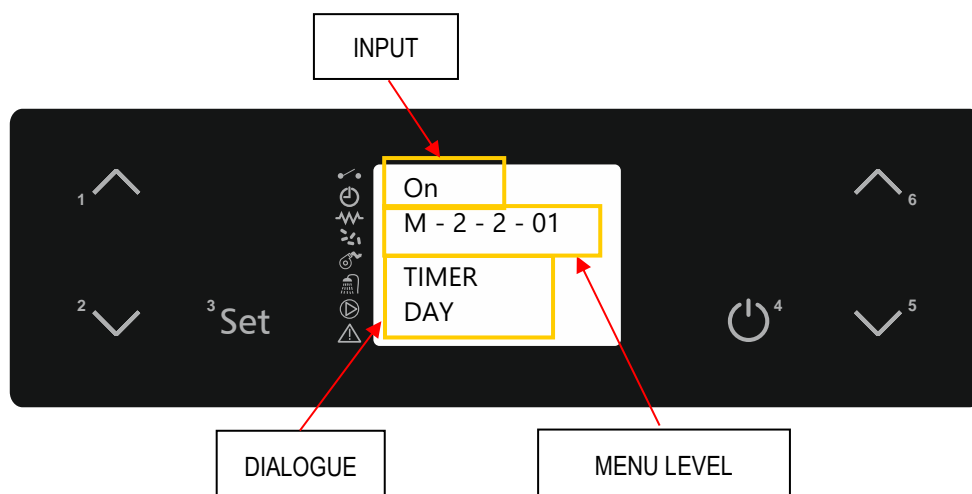 INPUT
1
6
On
M - 2 - 2 - 01
TIMER
DAY
2
3 Set
4
5
DIALOGUE
MENU LEVEL